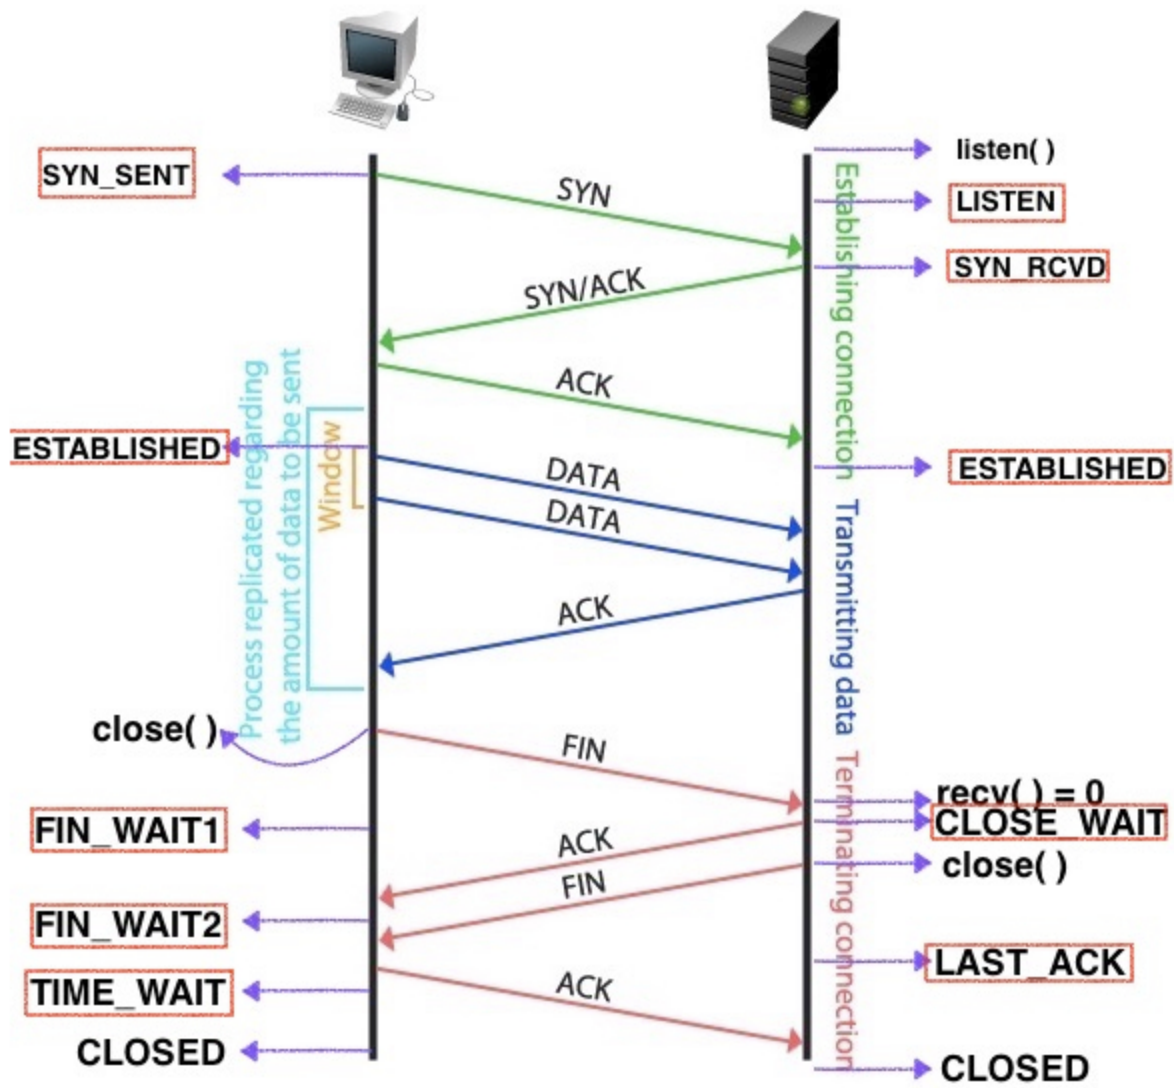 listen( )
SYN_SENT
SYN
LISTEN
SYN_RCVD
SYN/ACK
Establishing connection
ACK
Process replicated regarding
the amount of data to be sent
Window
ESTABLISHED
ESTABLISHED
DATA
DATA
Transmitting data
ACK
close( )
FIN
Terminating connection
recv( ) = 0
CLOSE_WAIT
FIN_WAIT1
ACK
close( )
FIN
FIN_WAIT2
LAST_ACK
TIME_WAIT
ACK
CLOSED
CLOSED